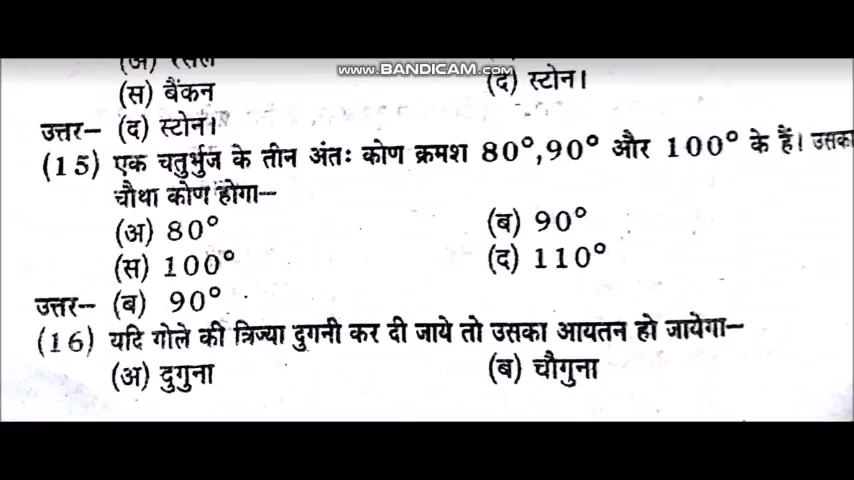 (अ) रसेल
www.BANDICAM.com
(स) बैंकन
(द) स्टोन।
उत्तर– (द) स्टोन।
(15) एक चतुर्भुज के तीन अंतः कोण क्रमश 80°,90° और 100° के हैं। उसका
चौथा कोण होगा–
(अ) 80°
(ब) 90°
(स) 100°
(द) 110°
उत्तर– (ब) 90°
(16) यदि गोले की त्रिज्या दुगनी कर दी जाये तो उसका आयतन हो जायेगा–
(अ) दुगुना
(ब) चौगुना